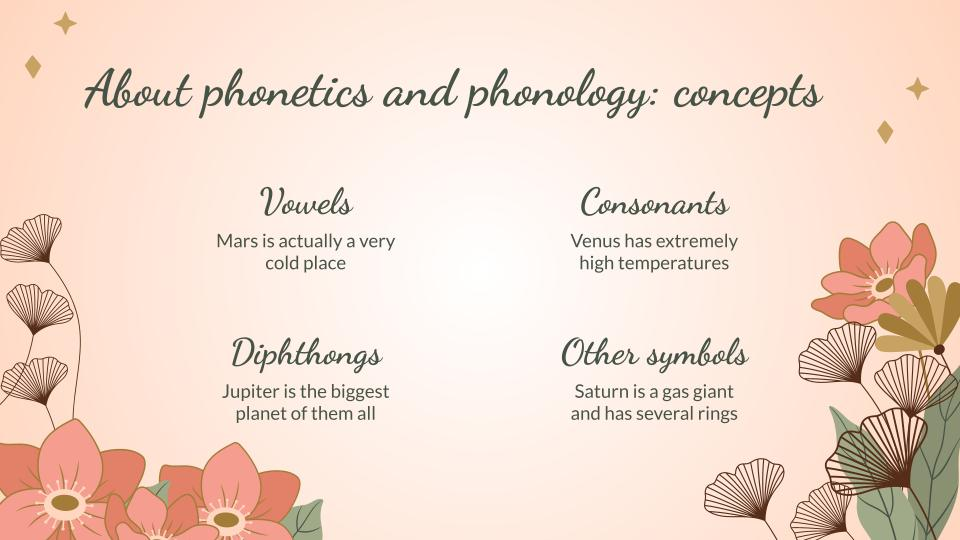 About phonetics and phonology: concepts
Vowels
Mars is actually a very
cold place
Consonants
Venus has extremely
high temperatures
Diphthongs
Jupiter is the biggest
planet of them all
Other symbols
Saturn is a gas giant
and has several rings